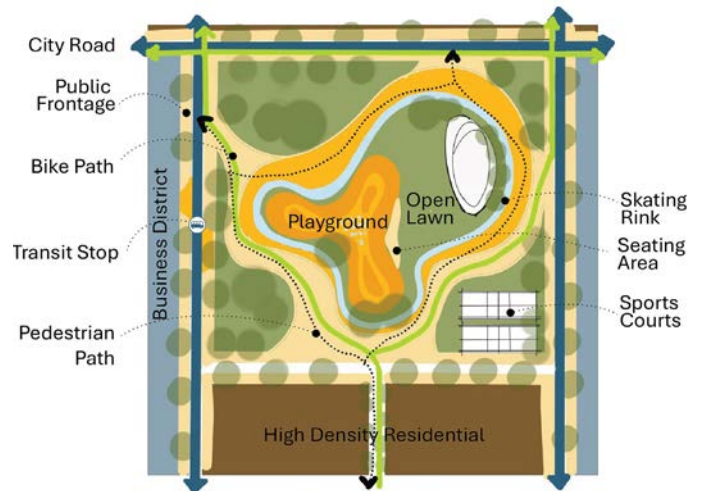 City Road
Public
Frontage
Bike Path
Transit Stop
Pedestrian
Path
Business District
Playground
Open
Lawn
Skating
Rink
Seating
Area
Sports
Courts
High Density Residential